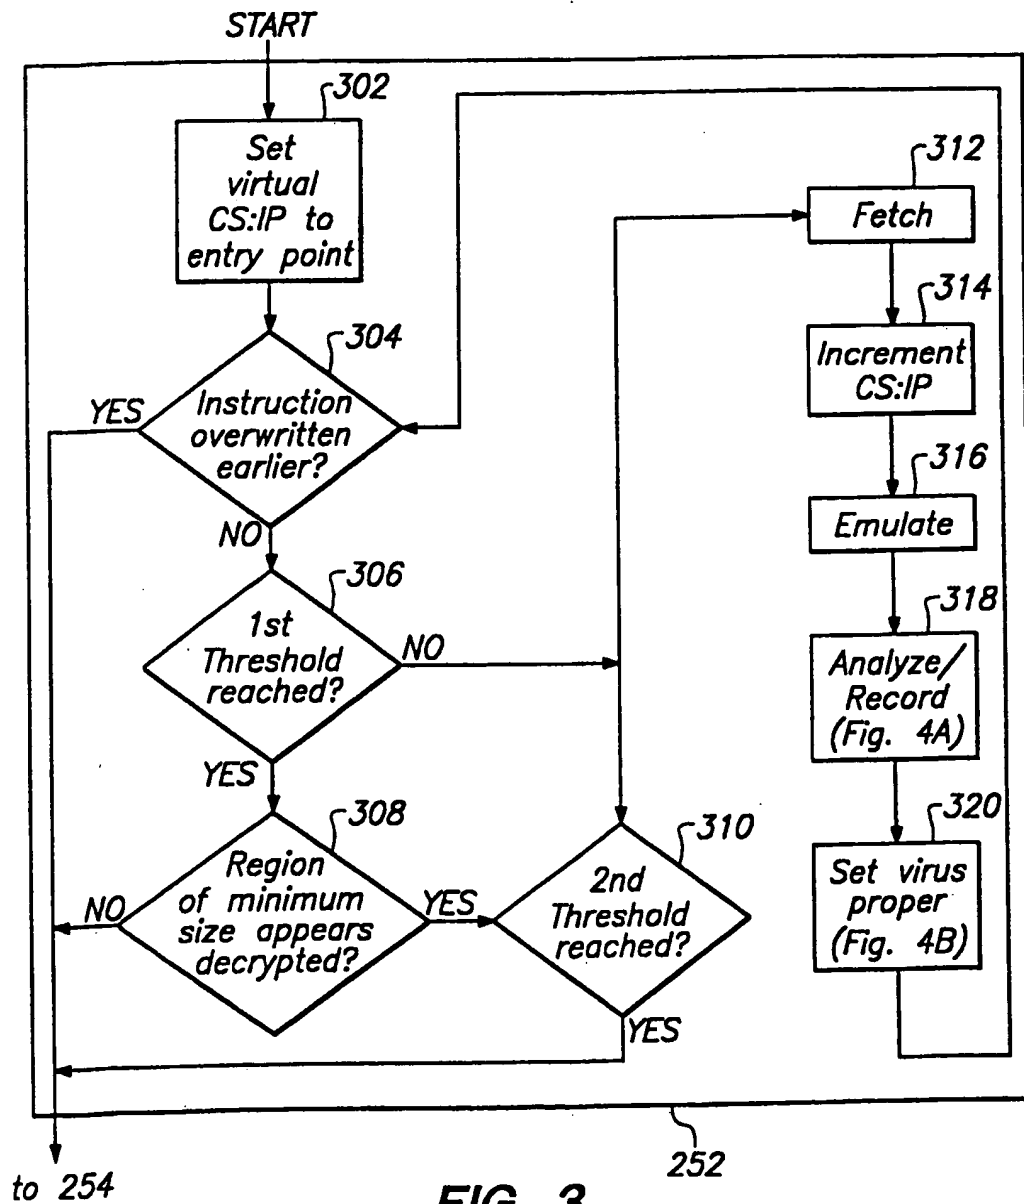 START
302
Set
virtual
CS:IP to
entry point
304
YES
Instruction
overwritten
earlier?
NO
306
1st
Threshold
reached?
NO
YES
308
Region
of minimum
size appears
decrypted?
NO
YES
310
2nd
Threshold
reached?
YES
312
Fetch
314
Increment
CS:IP
316
Emulate
318
Analyze/
Record
(Fig. 4A)
320
Set virus
proper
(Fig. 4B)
252
to 254
FIG. 3